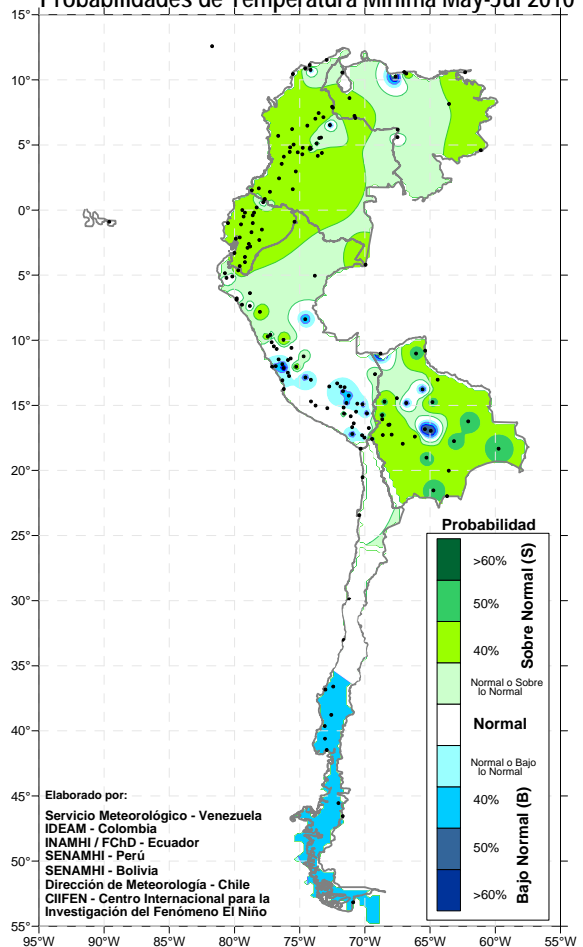 Probabilidades de Temperatura Mínima May-Jul 2010
15°
10°
5°
0°
5°
10°
15°
20°
25°
30°
35°
40°
45°
50°
55°
95°W 90°W 85°W 80°W 75°W 70°W 65°W 60°W 55°W
Probabilidad
>60%
50%
40%
Normal o Sobre
lo Normal
Normal
Normal o Bajo
lo Normal
40%
50%
>60%
Sobre Normal (S)
Bajo Normal (B)
Elaborado por:
Servicio Meteorológico - Venezuela
IDEAM - Colombia
INAMHI / FChD - Ecuador
SENAMHI - Perú
SENAMHI - Bolivia
Dirección de Meteorología - Chile
CIIFEN - Centro Internacional para la
Investigación del Fenómeno El Niño